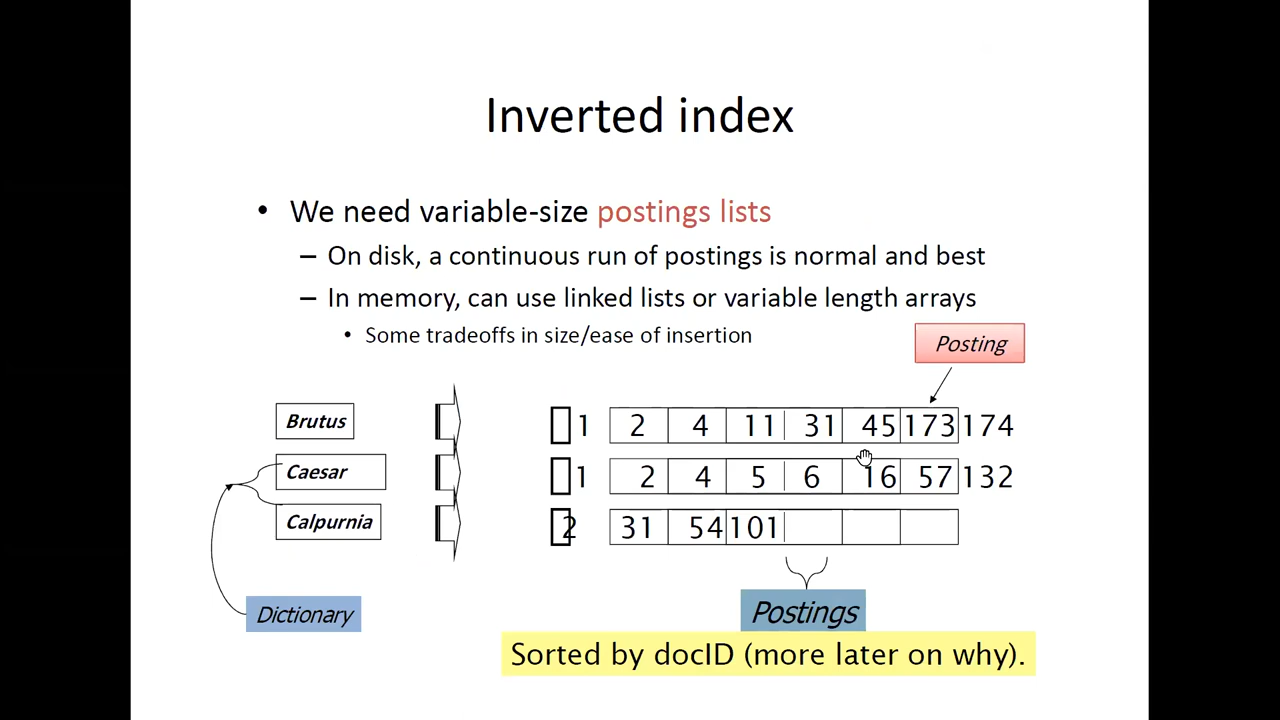 Inverted index
• We need variable-size postings lists
– On disk, a continuous run of postings is normal and best
– In memory, can use linked lists or variable length arrays
• Some tradeoffs in size/ease of insertion
Posting
Brutus 1 2 4 11 31 45 173 174
Caesar 1 2 4 5 6 16 57 132
Calpurnia 2 31 54 101
Dictionary
Postings
Sorted by docID (more later on why).